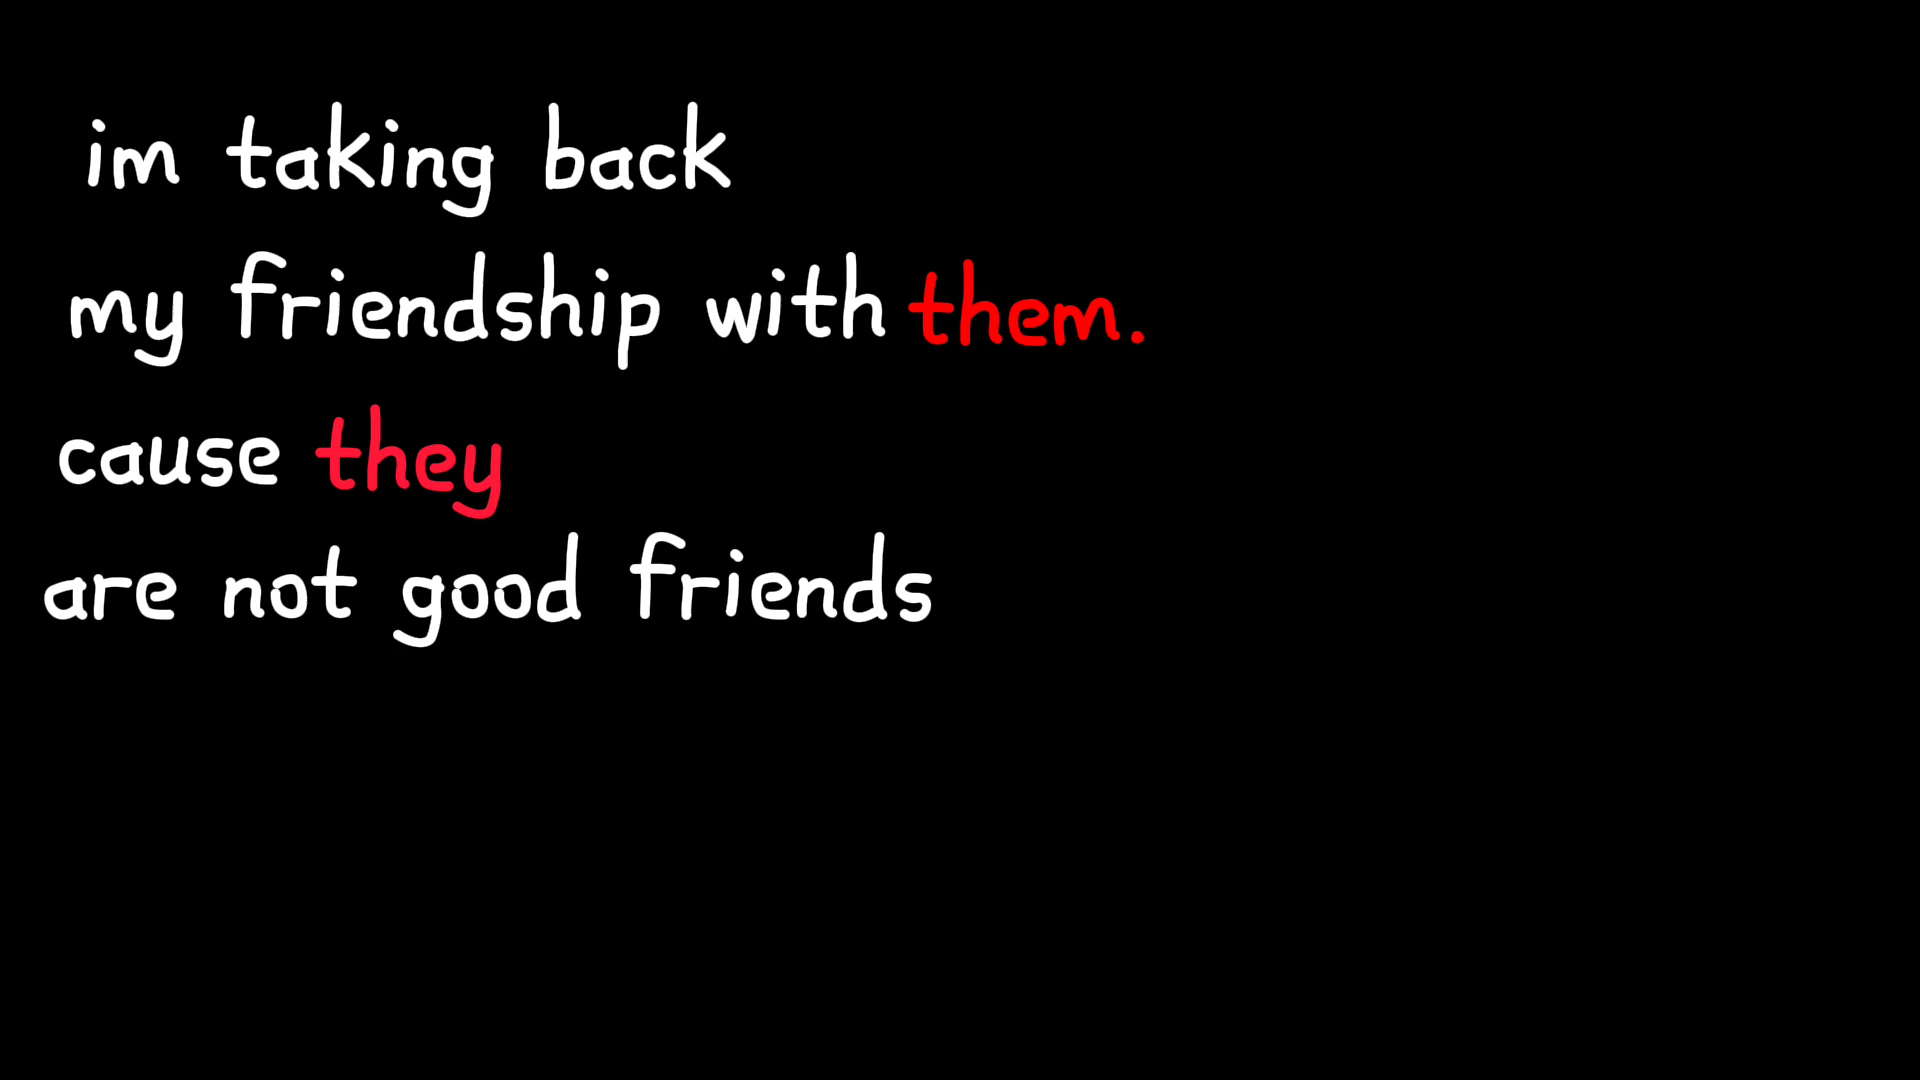 im taking back
my friendship with them.
cause they
are not good friends